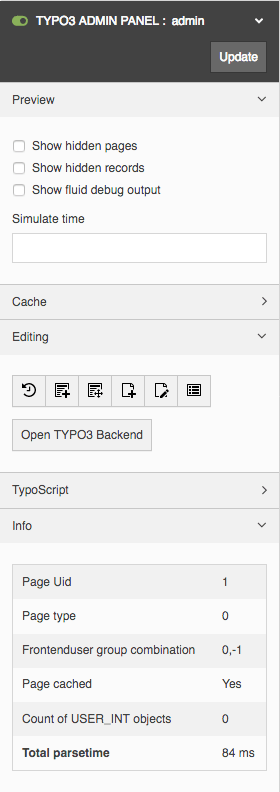 TYPO3 ADMIN PANEL : admin
Update
Preview
Show hidden pages
Show hidden records
Show fluid debug output
Simulate time
Cache
Editing
Open TYPO3 Backend
TypoScript
Info
Page Uid 1
Page type 0
Frontenduser group combination 0,-1
Page cached Yes
Count of USER_INT objects 0
Total parsetime 84 ms